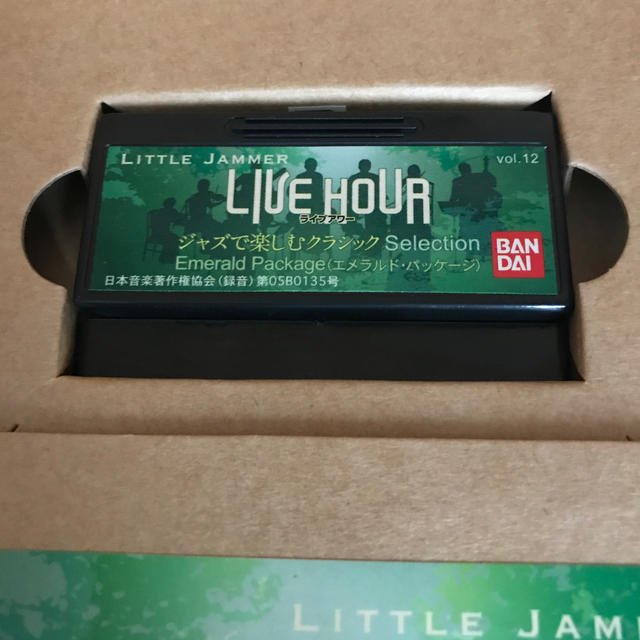 LITTLE JAMMER
vol.12
LIVE HOUR
ライブアワー
ジャズで楽しむクラシック Selection
Emerald Package(エメラルド・パッケージ)
BAN
DAI
日本音楽著作権協会(録音)第05B0135号
LITTLE JAM